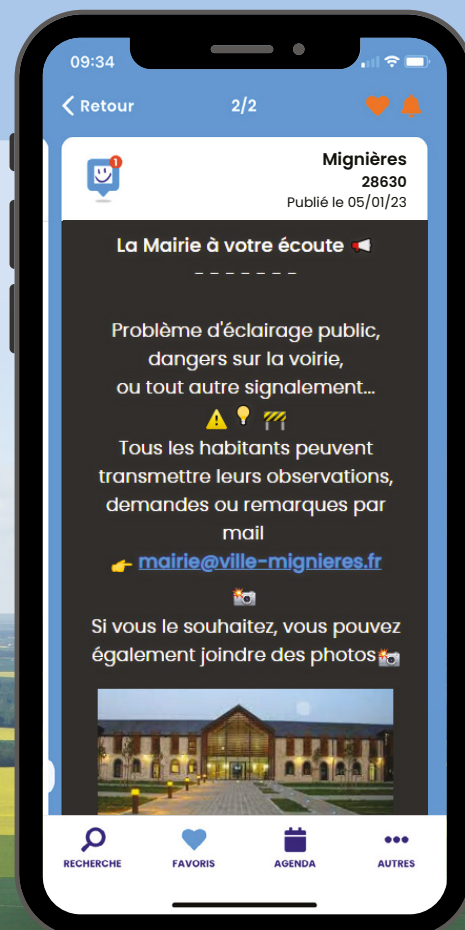 09:34
Retour
2/2
1
Mignières
28630
Publié le 05/01/23
La Mairie à votre écoute 📢
- - - - - - -
Problème d'éclairage public,
dangers sur la voirie,
ou tout autre signalement...
⚠️💡🚧
Tous les habitants peuvent
transmettre leurs observations,
demandes ou remarques par
mail
👉 mairie@ville-mignieres.fr
📸
Si vous le souhaitez, vous pouvez
également joindre des photos📸
RECHERCHE
FAVORIS
AGENDA
AUTRES